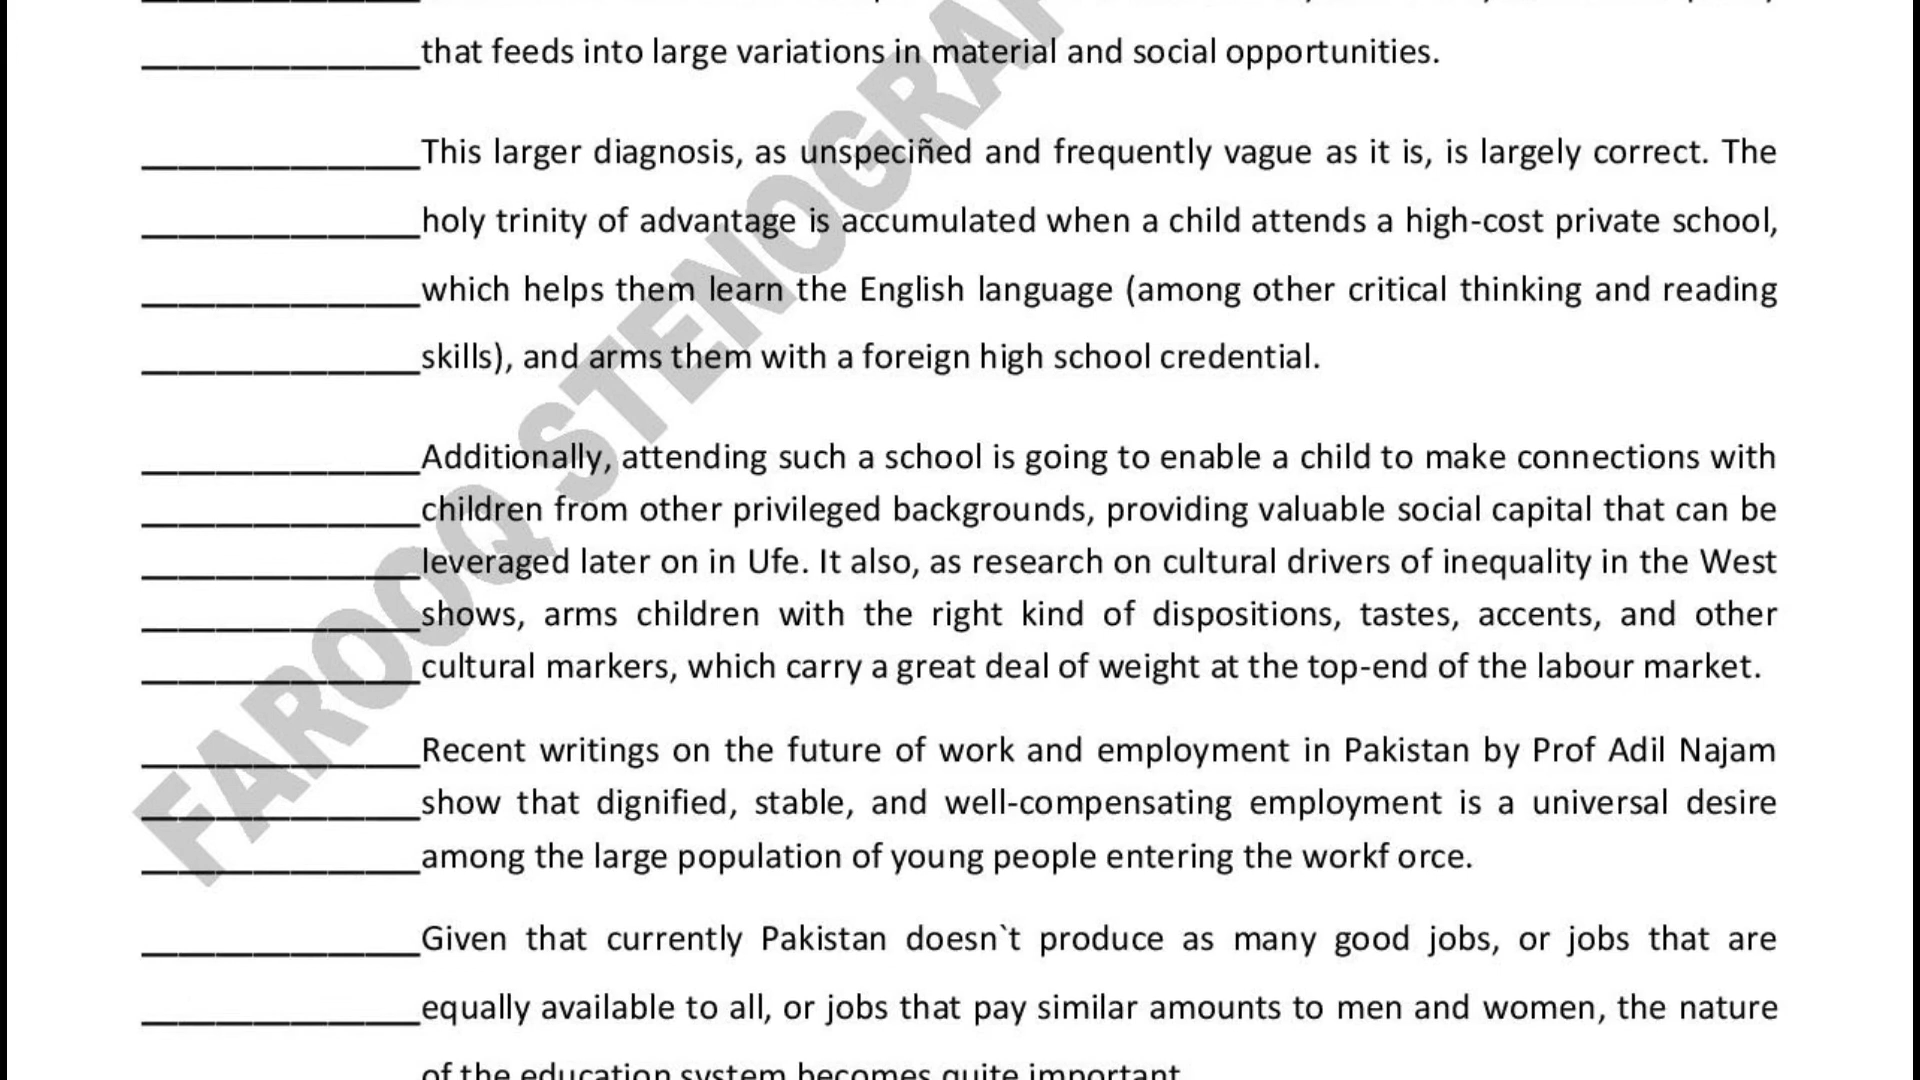 that feeds into large variations in material and social opportunities.
This larger diagnosis, as unspeciñed and frequently vague as it is, is largely correct. The
holy trinity of advantage is accumulated when a child attends a high-cost private school,
which helps them learn the English language (among other critical thinking and reading
skills), and arms them with a foreign high school credential.
Additionally, attending such a school is going to enable a child to make connections with
children from other privileged backgrounds, providing valuable social capital that can be
leveraged later on in Ufe. It also, as research on cultural drivers of inequality in the West
shows, arms children with the right kind of dispositions, tastes, accents, and other
cultural markers, which carry a great deal of weight at the top-end of the labour market.
Recent writings on the future of work and employment in Pakistan by Prof Adil Najam
show that dignified, stable, and well-compensating employment is a universal desire
among the large population of young people entering the workf orce.
Given that currently Pakistan doesn`t produce as many good jobs, or jobs that are
equally available to all, or jobs that pay similar amounts to men and women, the nature
of the education system becomes quite important
FAROOQ STENOGRA